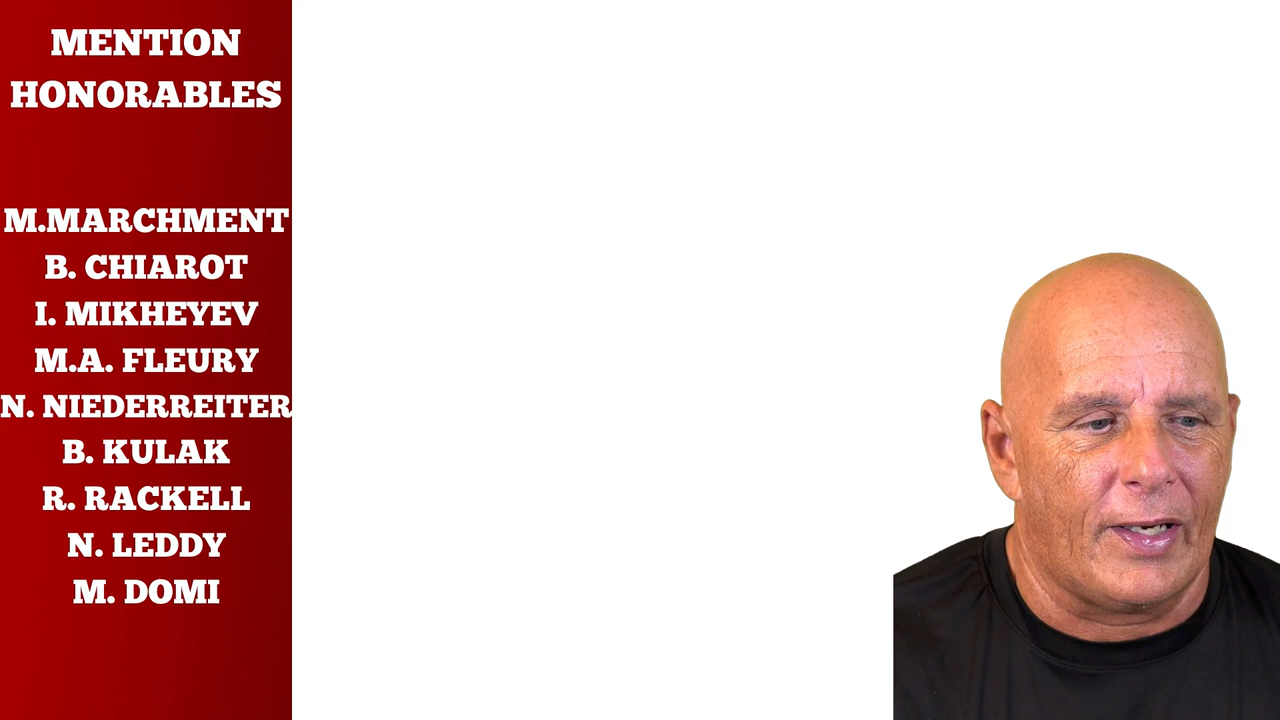 MENTION
HONORABLES
M.MARCHMENT
B. CHIAROT
I. MIKHEYEV
M.A. FLEURY
N. NIEDERREITER
B. KULAK
R. RACKELL
N. LEDDY
M. DOMI